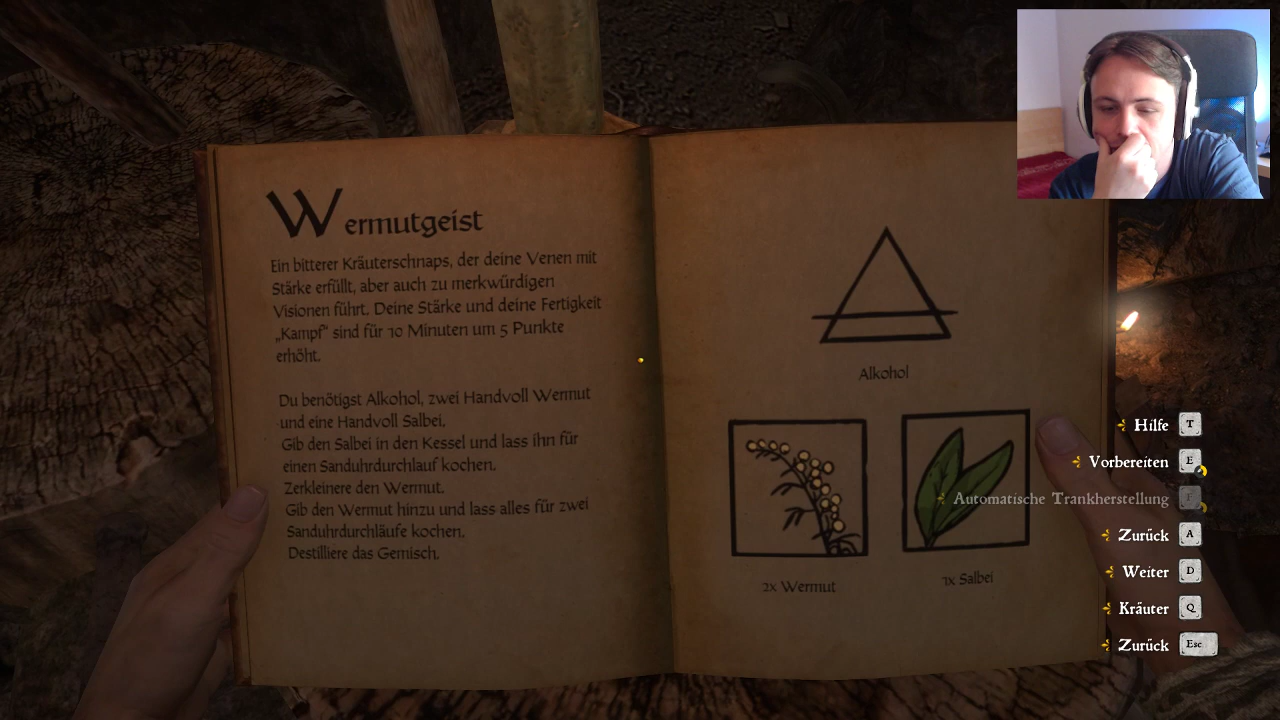 Wermutgeist
Ein bitterer Kräuterschnaps, der deine Venen mit
Stärke erfüllt, aber auch zu merkwürdigen
Visionen führt. Deine Stärke und deine Fertigkeit
„Kampf“ sind für 10 Minuten um 5 Punkte
erhöht.
Du benötigst Alkohol, zwei Handvoll Wermut
und eine Handvoll Salbei.
Gib den Salbei in den Kessel und lass ihn für
einen Sanduhrdurchlauf kochen.
Zerkleinere den Wermut.
Gib den Wermut hinzu und lass alles für zwei
Sanduhrdurchläufe kochen.
Destilliere das Gemisch.
Alkohol
2x Wermut
1x Salbei
Hilfe T
Vorbereiten E
Automatische Trankherstellung F
Zurück A
Weiter D
Kräuter Q
Zurück Esc